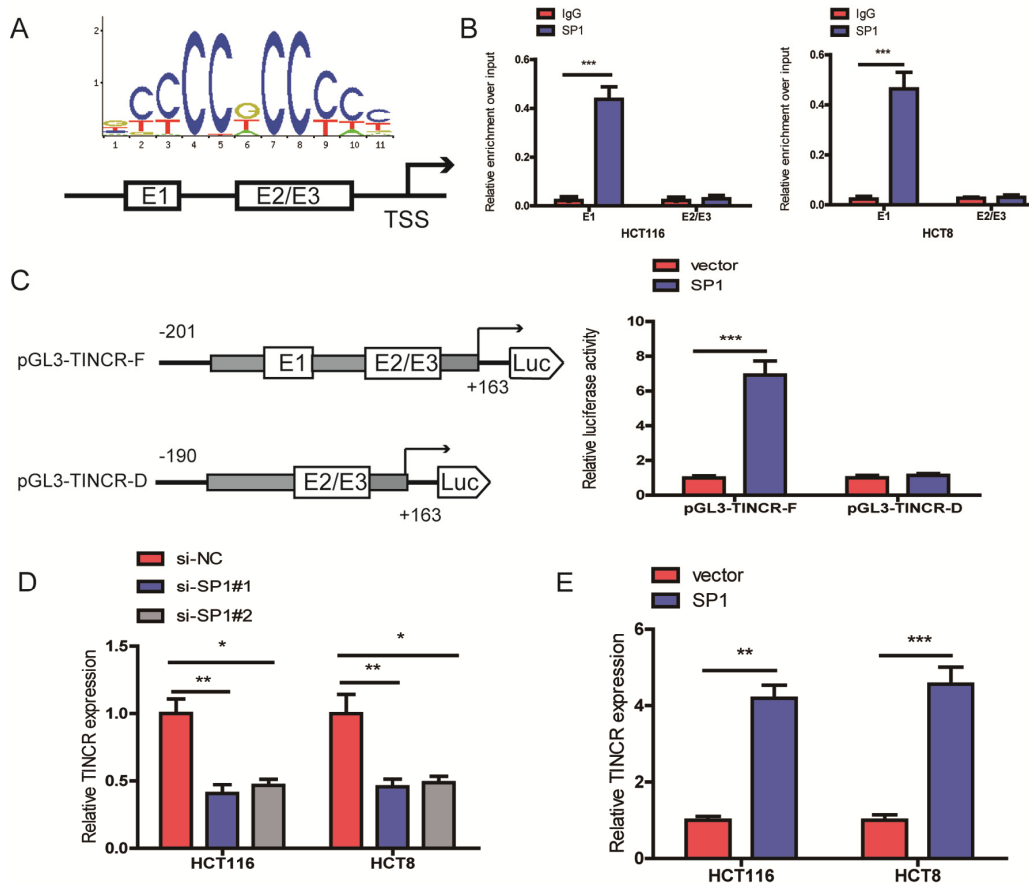 A
2
1
C C C C G C C C C C
T T T T T T
1 2 3 4 5 6 7 8 9 10 11
E1 E2/E3
TSS
B
IgG
SP1
Relative enrichment over input
0.6
0.4
0.2
0.0
***
E1 E2/E3
HCT116
IgG
SP1
Relative enrichment over input
0.6
0.4
0.2
0.0
***
E1 E2/E3
HCT8
C
-201
pGL3-TINCR-F
E1 E2/E3 Luc
+163
-190
pGL3-TINCR-D
E2/E3 Luc
+163
vector
SP1
Relative luciferase activity
10
8
6
4
2
0
***
pGL3-TINCR-F pGL3-TINCR-D
D
si-NC
si-SP1#1
si-SP1#2
Relative TINCR expression
1.5
1.0
0.5
0.0
*
**
*
**
HCT116 HCT8
E
vector
SP1
Relative TINCR expression
6
4
2
0
**
***
HCT116 HCT8